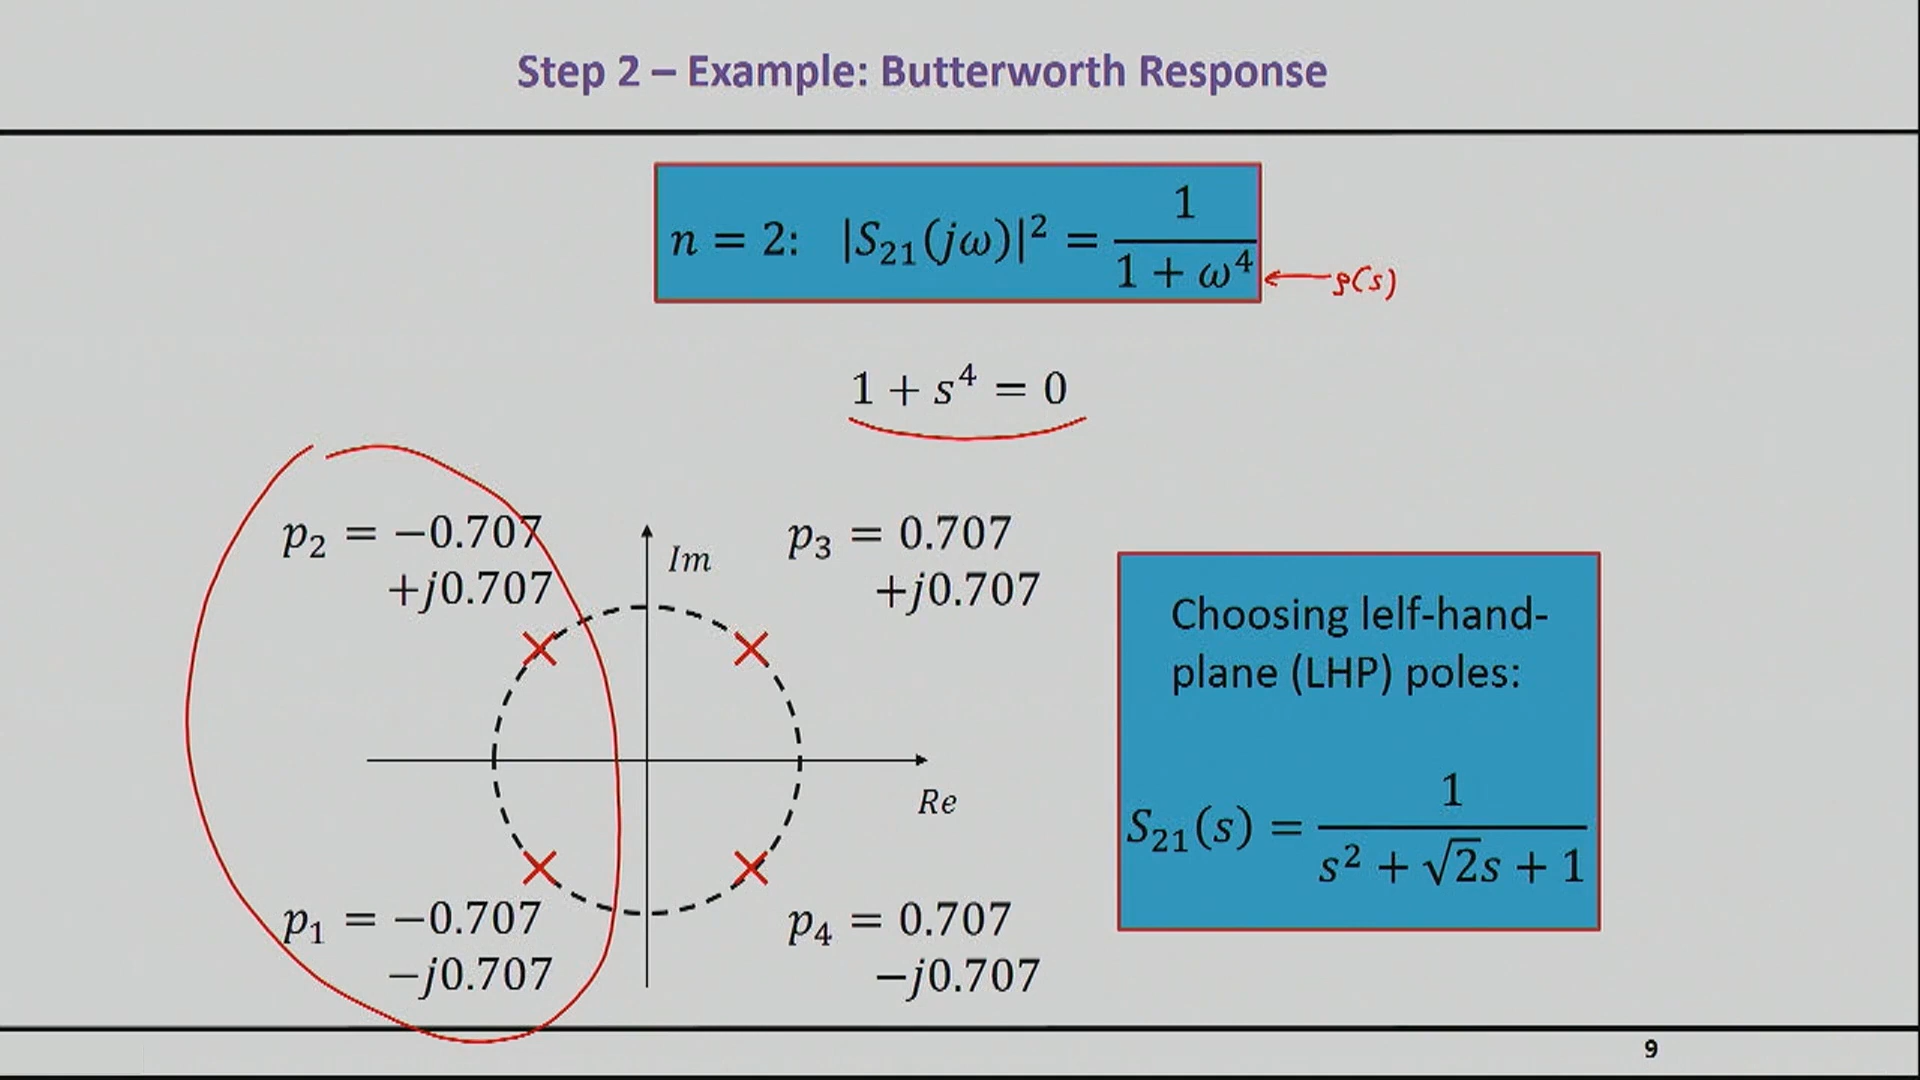 Step 2 – Example: Butterworth Response
n = 2: |S₂₁(jω)|² = 1 / (1 + ω⁴)
ρ(s)
1 + s⁴ = 0
p₂ = −0.707
+j0.707
Im
p₃ = 0.707
+j0.707
Re
p₁ = −0.707
−j0.707
p₄ = 0.707
−j0.707
Choosing lelf-hand-
plane (LHP) poles:
S₂₁(s) = 1 / (s² + √2s + 1)
9